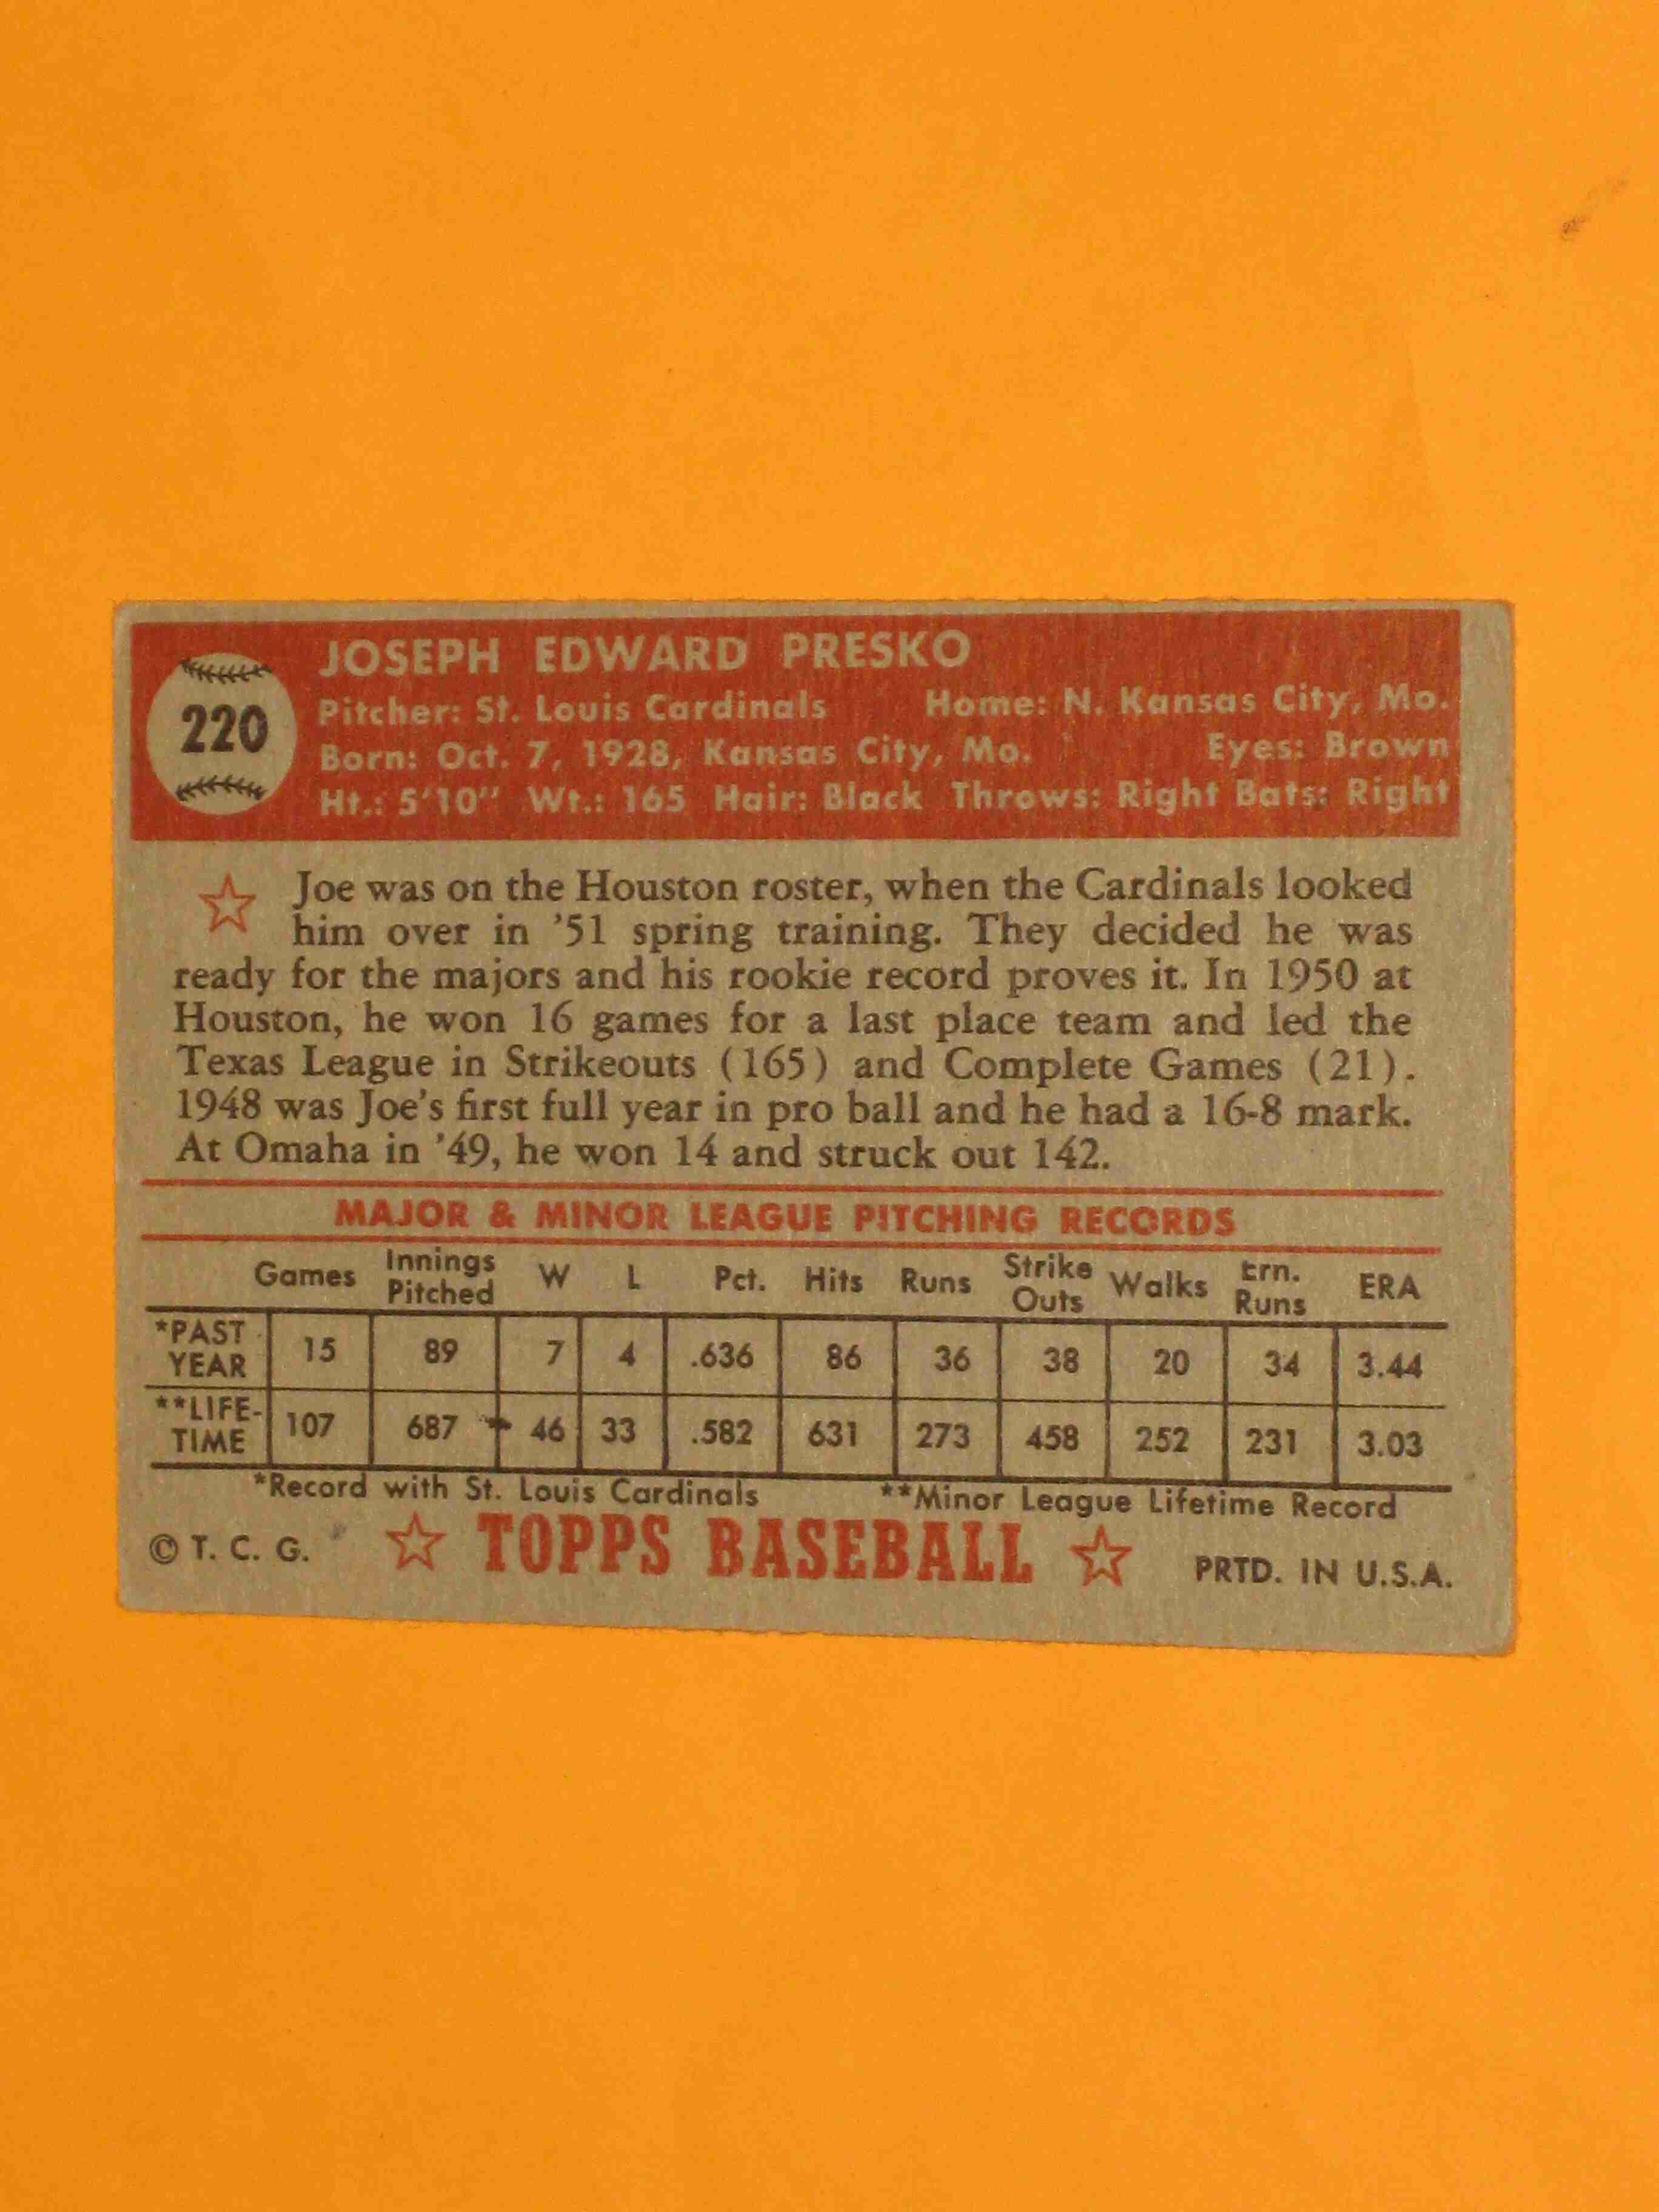 220
JOSEPH EDWARD PRESKO
Pitcher: St. Louis Cardinals Home: N. Kansas City, Mo.
Born: Oct. 7, 1928, Kansas City, Mo. Eyes: Brown
Ht.: 5'10" Wt.: 165 Hair: Black Throws: Right Bats: Right
Joe was on the Houston roster, when the Cardinals looked
him over in '51 spring training. They decided he was
ready for the majors and his rookie record proves it. In 1950 at
Houston, he won 16 games for a last place team and led the
Texas League in Strikeouts (165) and Complete Games (21).
1948 was Joe's first full year in pro ball and he had a 16-8 mark.
At Omaha in '49, he won 14 and struck out 142.
MAJOR & MINOR LEAGUE PITCHING RECORDS
Games Innings Pitched W L Pct. Hits Runs Strike Outs Walks Ern. Runs ERA
*PAST YEAR 15 89 7 4 .636 86 36 38 20 34 3.44
**LIFE-TIME 107 687 46 33 .582 631 273 458 252 231 3.03
*Record with St. Louis Cardinals **Minor League Lifetime Record
© T. C. G. TOPPS BASEBALL PRTD. IN U.S.A.